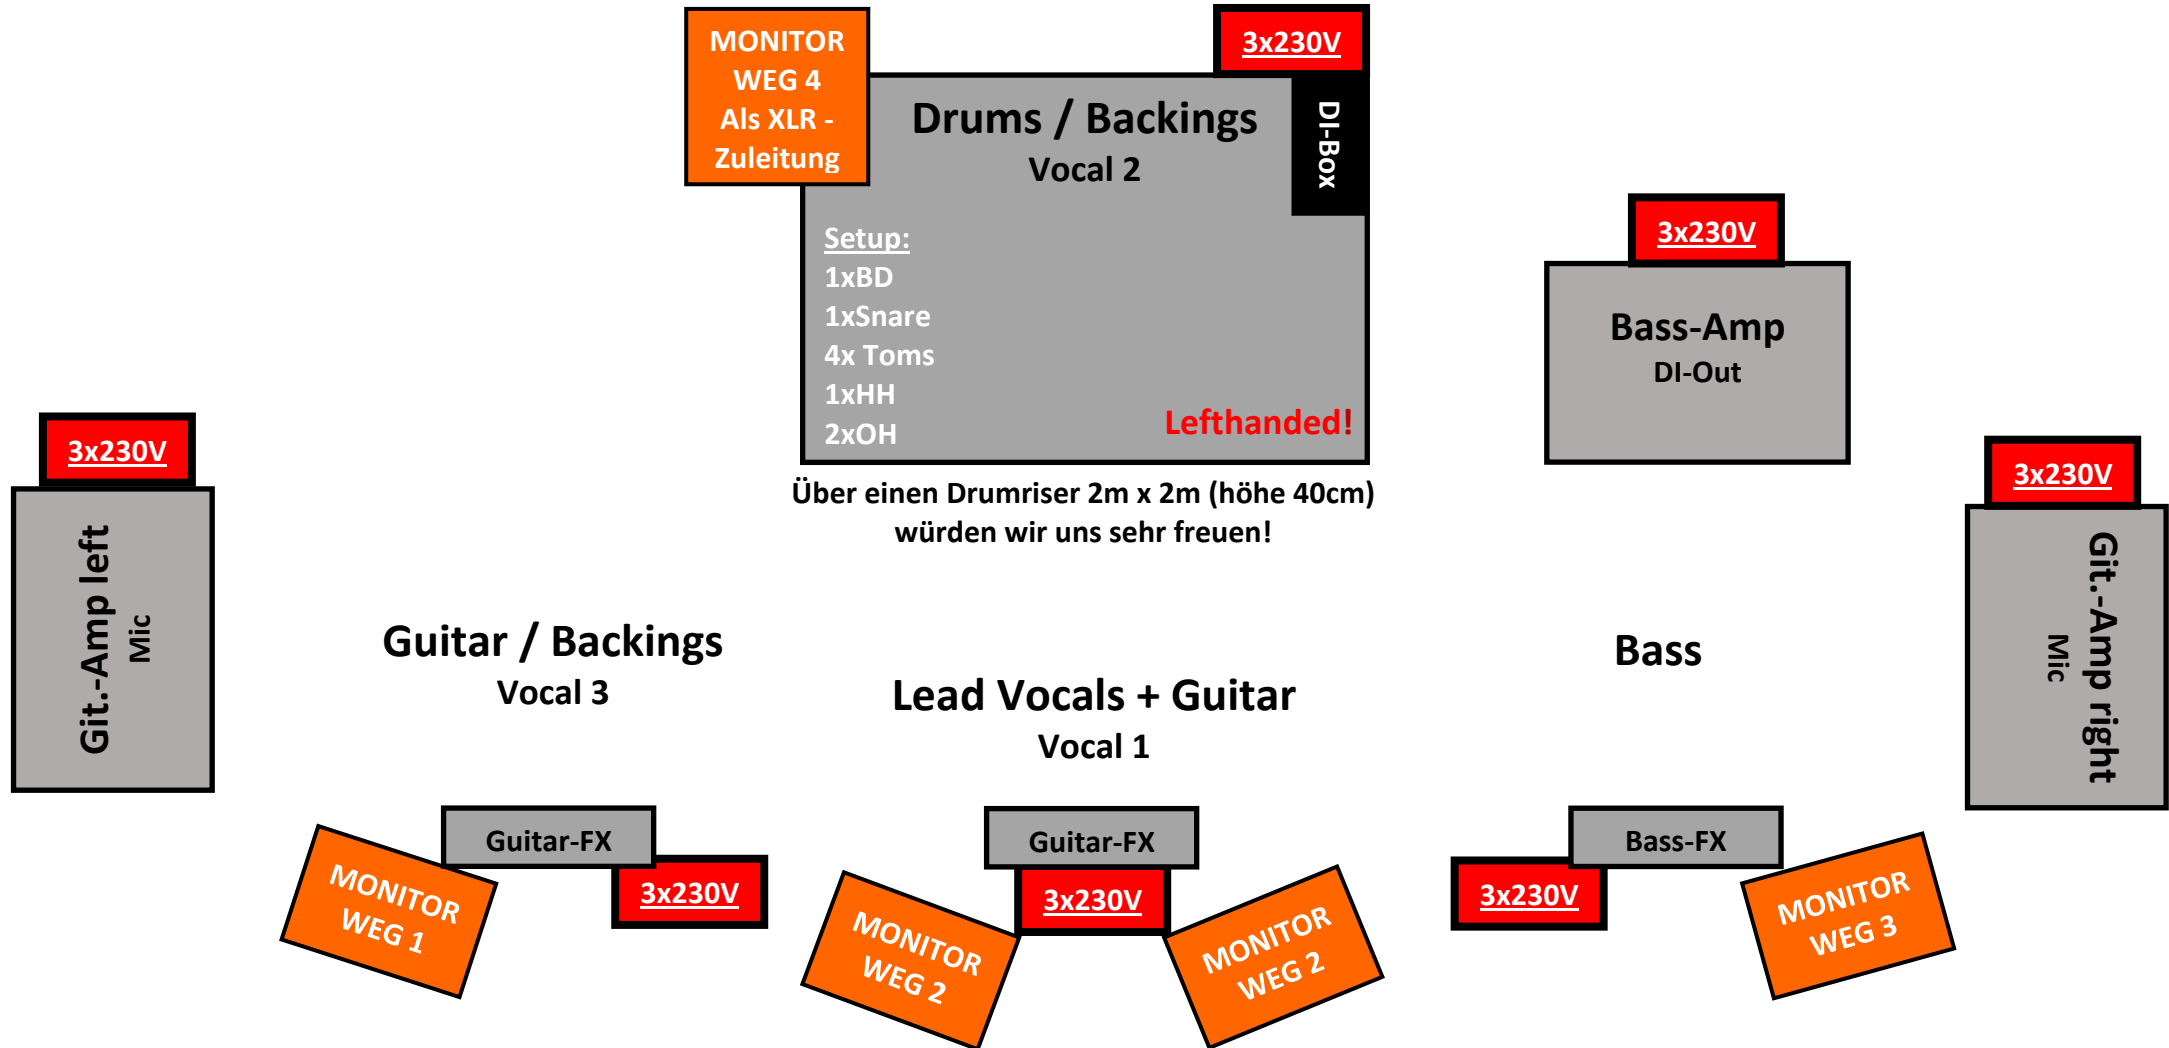 MONITOR
WEG 4
Als XLR -
Zuleitung
3x230V
Drums / Backings
Vocal 2
DI-Box
Setup:
1xBD
1xSnare
4x Toms
1xHH
2xOH
Lefthanded!
Über einen Drumriser 2m x 2m (höhe 40cm)
würden wir uns sehr freuen!
3x230V
Bass-Amp
DI-Out
3x230V
Git.-Amp left
Mic
3x230V
Git.-Amp right
Mic
Guitar / Backings
Vocal 3
Lead Vocals + Guitar
Vocal 1
Bass
Guitar-FX
3x230V
MONITOR
WEG 1
Guitar-FX
3x230V
MONITOR
WEG 2
MONITOR
WEG 2
Bass-FX
3x230V
MONITOR
WEG 3